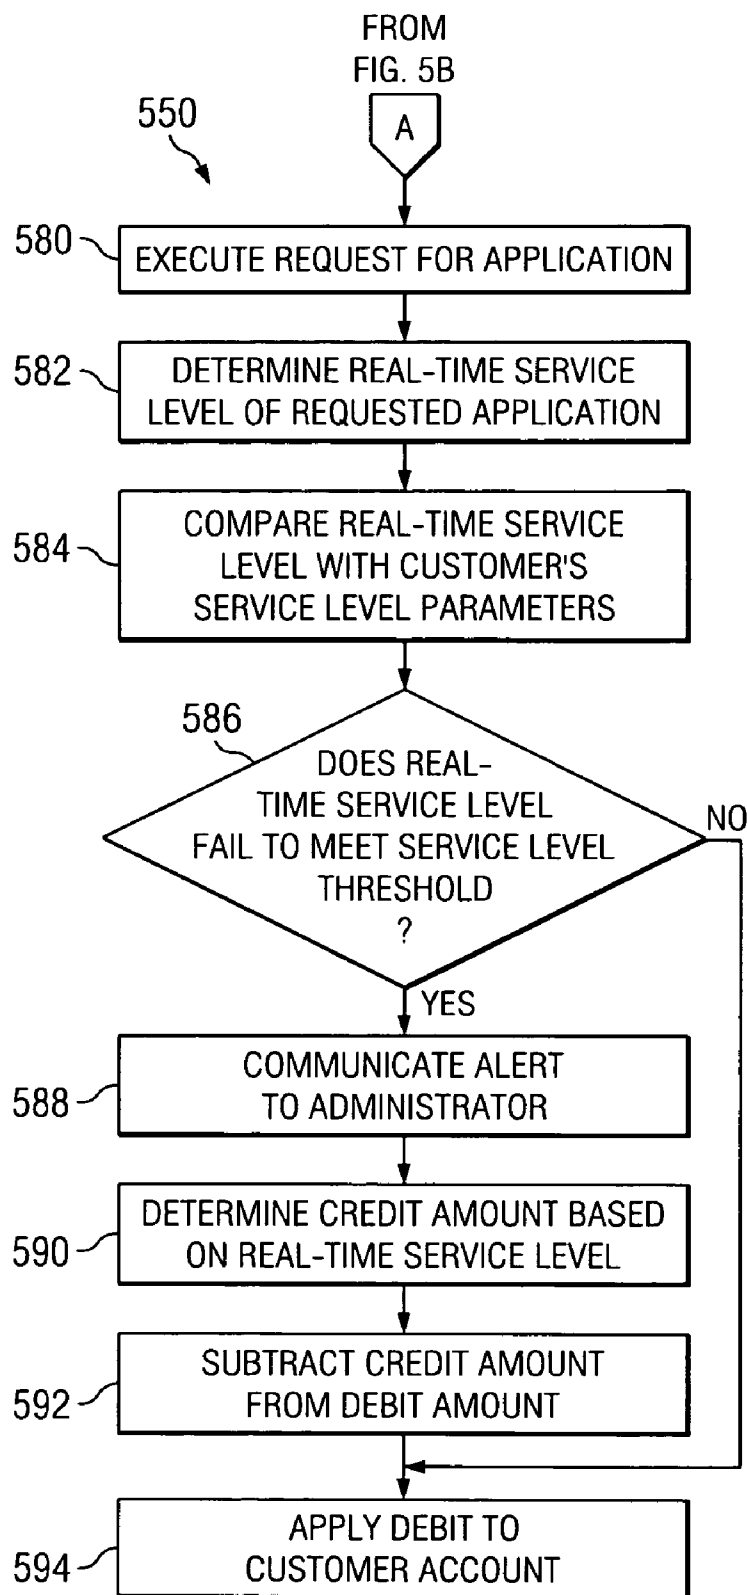 FROM
FIG. 5B
A
550
580
EXECUTE REQUEST FOR APPLICATION
582
DETERMINE REAL-TIME SERVICE
LEVEL OF REQUESTED APPLICATION
584
COMPARE REAL-TIME SERVICE
LEVEL WITH CUSTOMER'S
SERVICE LEVEL PARAMETERS
586
DOES REAL-
TIME SERVICE LEVEL
FAIL TO MEET SERVICE LEVEL
THRESHOLD
?
NO
YES
588
COMMUNICATE ALERT
TO ADMINISTRATOR
590
DETERMINE CREDIT AMOUNT BASED
ON REAL-TIME SERVICE LEVEL
592
SUBTRACT CREDIT AMOUNT
FROM DEBIT AMOUNT
594
APPLY DEBIT TO
CUSTOMER ACCOUNT